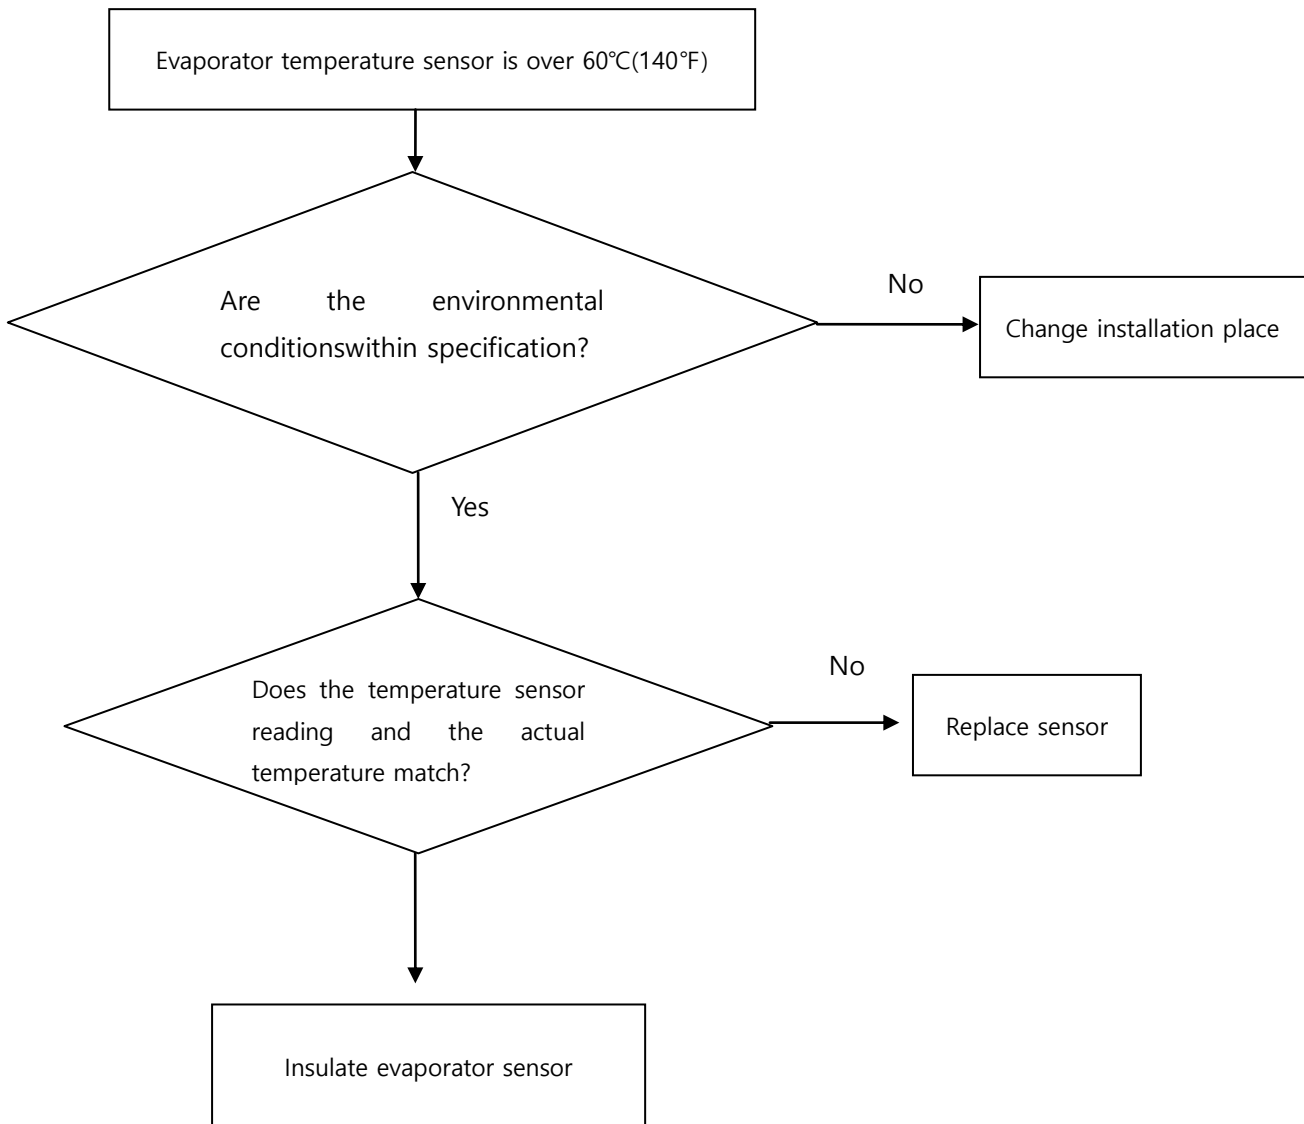 Evaporator temperature sensor is over 60℃(140℉)
Are the environmental
conditionswithin specification?
No
Change installation place
Yes
Does the temperature sensor
reading and the actual
temperature match?
No
Replace sensor
Insulate evaporator sensor